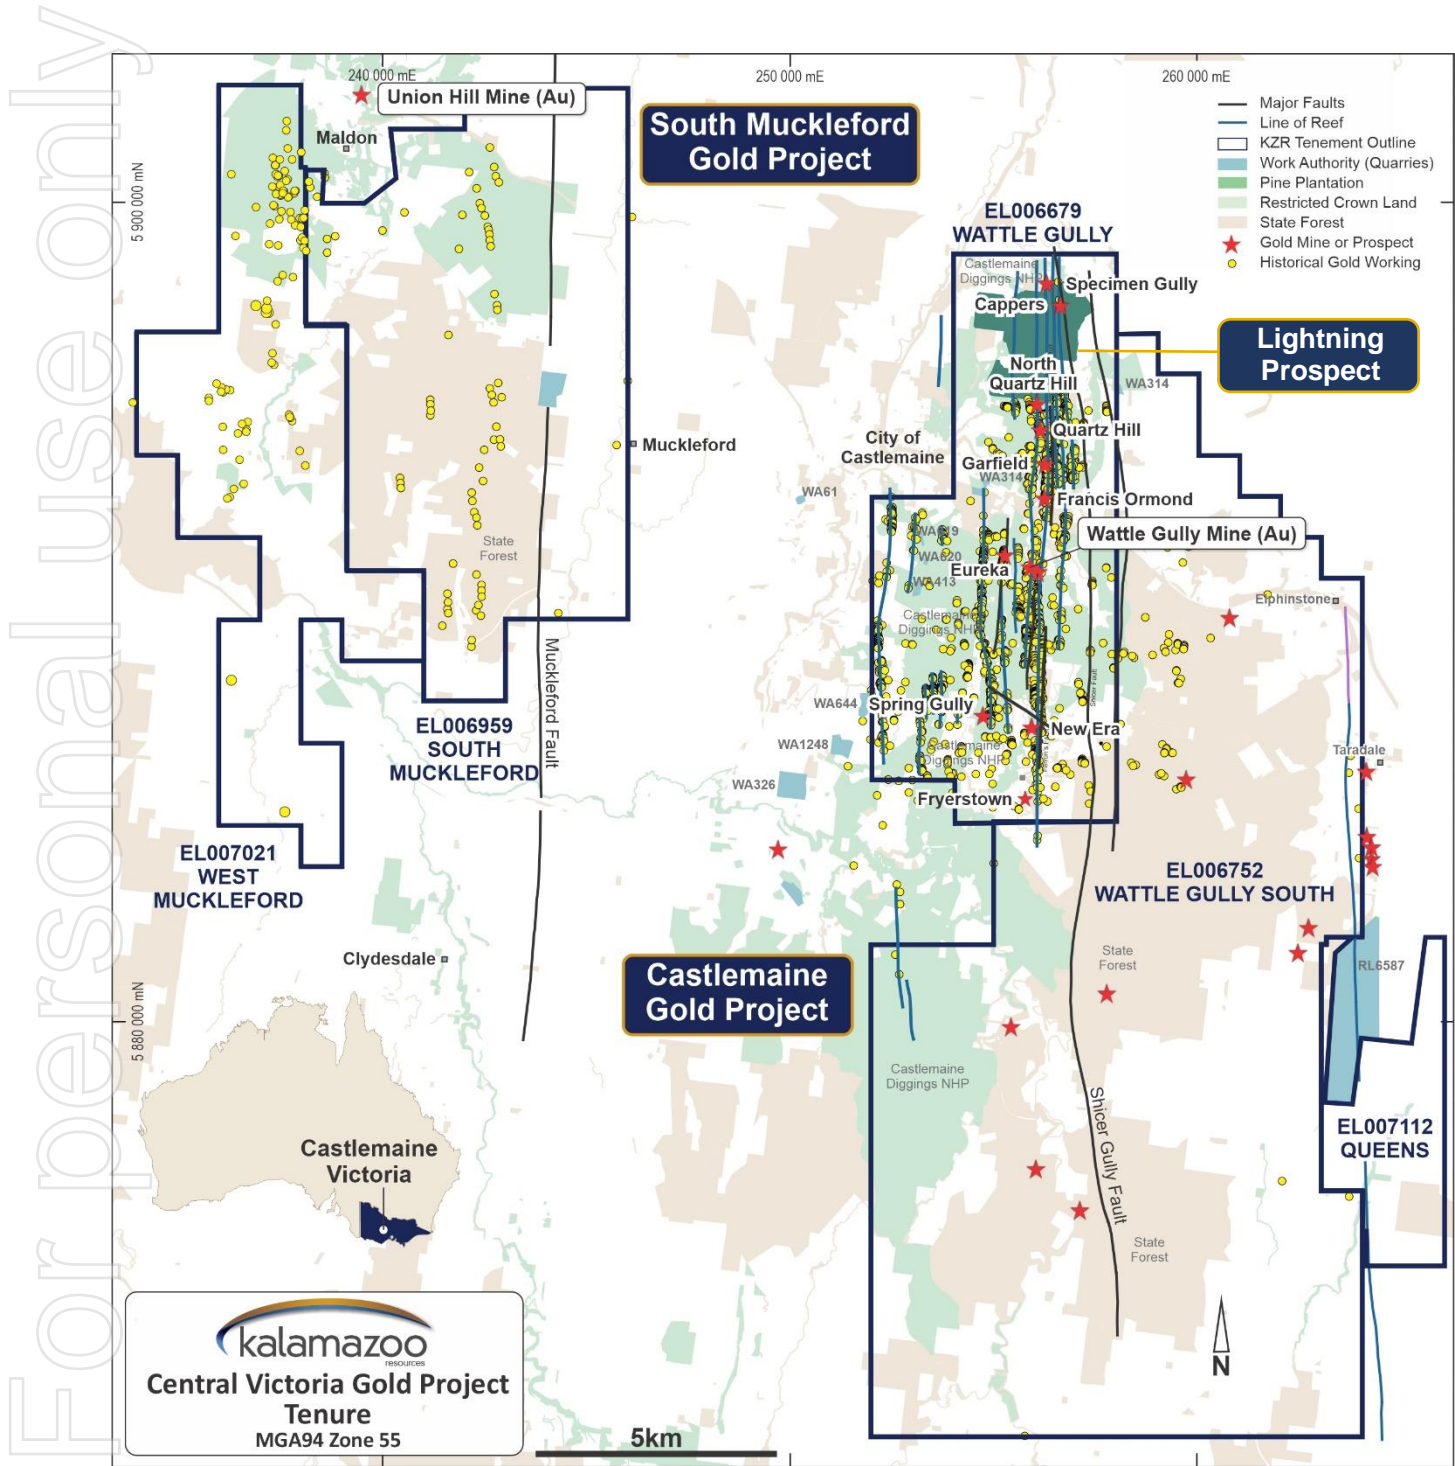 For personal use only
240 000 mE
250 000 mE
260 000 mE
5 900 000 mN
5 880 000 mN
Union Hill Mine (Au)
Maldon
South Muckleford
Gold Project
Major Faults
Line of Reef
KZR Tenement Outline
Work Authority (Quarries)
Pine Plantation
Restricted Crown Land
State Forest
Gold Mine or Prospect
Historical Gold Working
EL006679
WATTLE GULLY
Castlemaine
Diggings NHP
Specimen Gully
Cappers
Lightning
Prospect
North
Quartz Hill
WA314
Quartz Hill
City of
Castlemaine
Garfield
WA314
Muckleford
WA61
Francis Ormond
WA619
Wattle Gully Mine (Au)
WA620
Eureka
WA413
State
Forest
Elphinstone
Castlemaine
Diggings NHP
Muckleford Fault
Shicer Fault
WA644
Spring Gully
New Era
EL006959
SOUTH
MUCKLEFORD
WA1248
Castlemaine
Diggings NHP
Taradale
WA326
Fryerstown
EL007021
WEST
MUCKLEFORD
EL006752
WATTLE GULLY SOUTH
Clydesdale
Castlemaine
Gold Project
State
Forest
RL6587
Castlemaine
Diggings NHP
Shicer Gully Fault
EL007112
QUEENS
Castlemaine
Victoria
State
Forest
kalamazoo
resources
Central Victoria Gold Project
Tenure
MGA94 Zone 55
5km
N